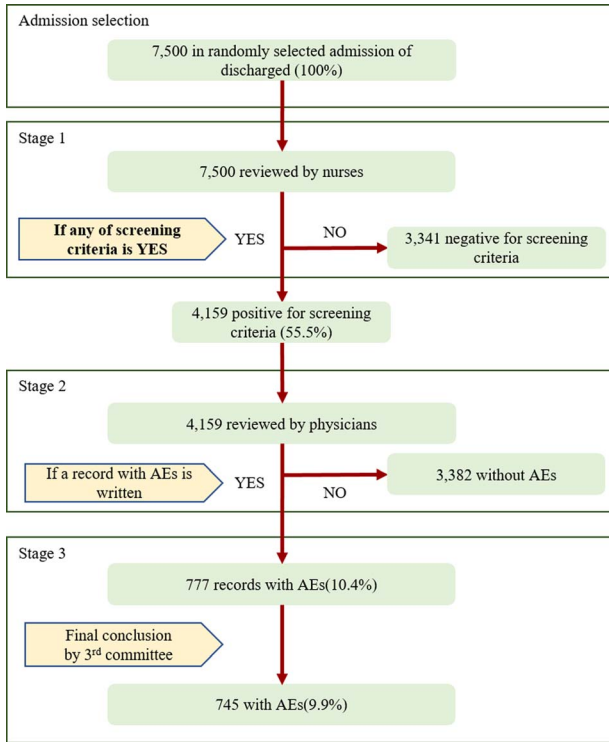 Admission selection
7,500 in randomly selected admission of
discharged (100%)
Stage 1
7,500 reviewed by nurses
If any of screening
criteria is YES
YES
NO
3,341 negative for screening
criteria
4,159 positive for screening
criteria (55.5%)
Stage 2
4,159 reviewed by physicians
If a record with AEs is
written
YES
NO
3,382 without AEs
Stage 3
777 records with AEs(10.4%)
Final conclusion
by 3rd committee
745 with AEs(9.9%)